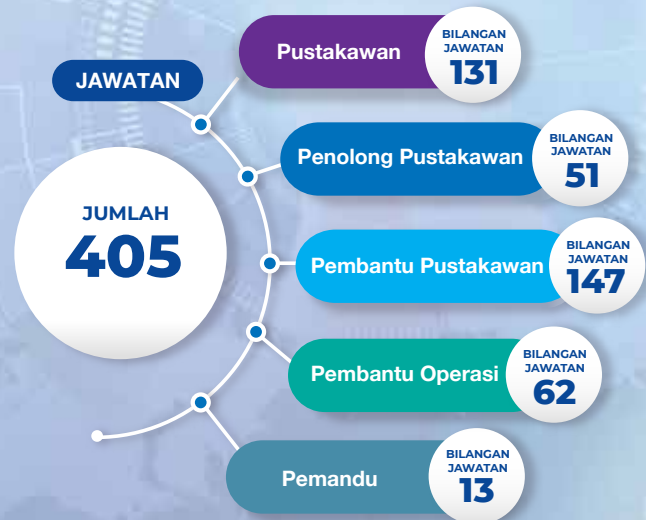 JAWATAN
JUMLAH
405
Pustakawan
BILANGAN
JAWATAN
131
Penolong Pustakawan
BILANGAN
JAWATAN
51
Pembantu Pustakawan
BILANGAN
JAWATAN
147
Pembantu Operasi
BILANGAN
JAWATAN
62
Pemandu
BILANGAN
JAWATAN
13